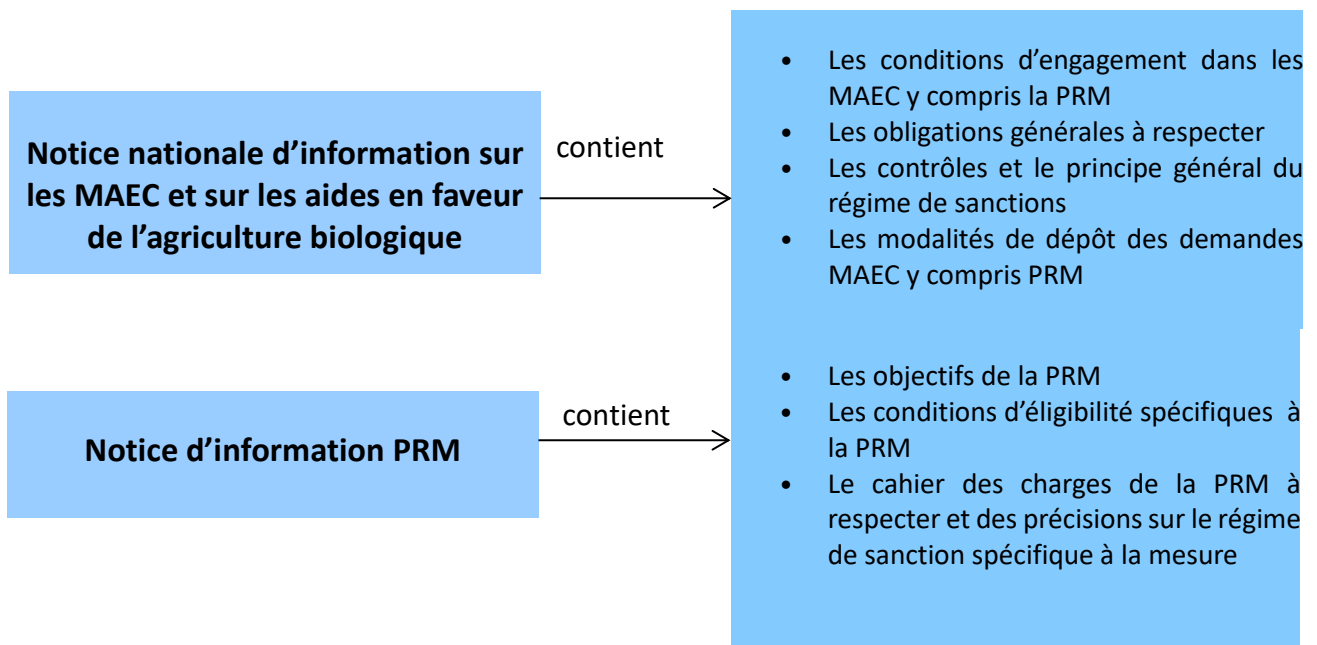 Notice nationale d’information sur
les MAEC et sur les aides en faveur
de l’agriculture biologique
contient
• Les conditions d’engagement dans les
MAEC y compris la PRM
• Les obligations générales à respecter
• Les contrôles et le principe général du
régime de sanctions
• Les modalités de dépôt des demandes
MAEC y compris PRM
Notice d’information PRM
contient
• Les objectifs de la PRM
• Les conditions d’éligibilité spécifiques à
la PRM
• Le cahier des charges de la PRM à
respecter et des précisions sur le régime
de sanction spécifique à la mesure